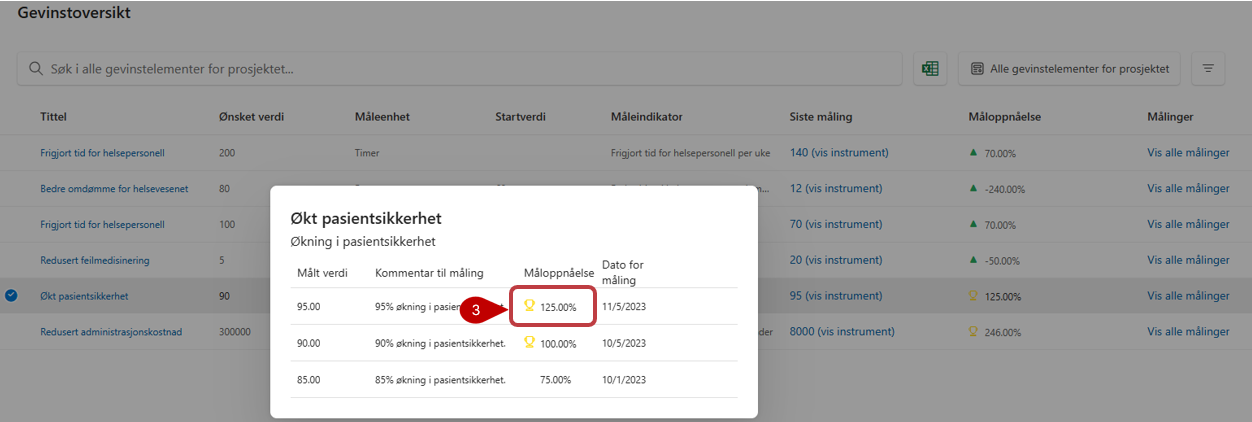 Gevinstoversikt
Søk i alle gevinstelementer for prosjektet...
Alle gevinstelementer for prosjektet
Tittel Ønsket verdi Måleenhet Startverdi Måleindikator Siste måling Måloppnåelse Målinger
Frigjort tid for helsepersonell 200 Timer Frigjort tid for helsepersonell per uke 140 (vis instrument) 70.00% Vis alle målinger
Bedre omdømme for helsevesenet 80 12 (vis instrument) -240.00% Vis alle målinger
Frigjort tid for helsepersonell 100 70 (vis instrument) 70.00% Vis alle målinger
Redusert feilmedisinering 5 20 (vis instrument) -50.00% Vis alle målinger
Økt pasientsikkerhet 90 95 (vis instrument) 125.00% Vis alle målinger
Redusert administrasjonskostnad 300000 8000 (vis instrument) 246.00% Vis alle målinger
Økt pasientsikkerhet
Økning i pasientsikkerhet
Målt verdi Kommentar til måling Måloppnåelse Dato for
måling
95.00 95% økning i 3 125.00% 11/5/2023
90.00 90% økning i pasientsikkerhet. 100.00% 10/5/2023
85.00 85% økning i pasientsikkerhet. 75.00% 10/1/2023